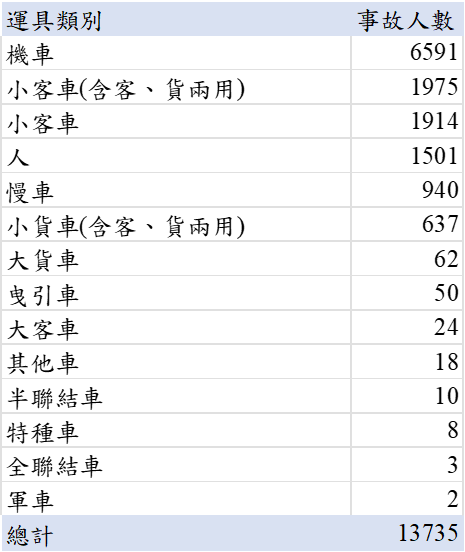 運具類別 事故人數
機車 6591
小客車(含客、貨兩用) 1975
小客車 1914
人 1501
慢車 940
小貨車(含客、貨兩用) 637
大貨車 62
曳引車 50
大客車 24
其他車 18
半聯結車 10
特種車 8
全聯結車 3
軍車 2
總計 13735